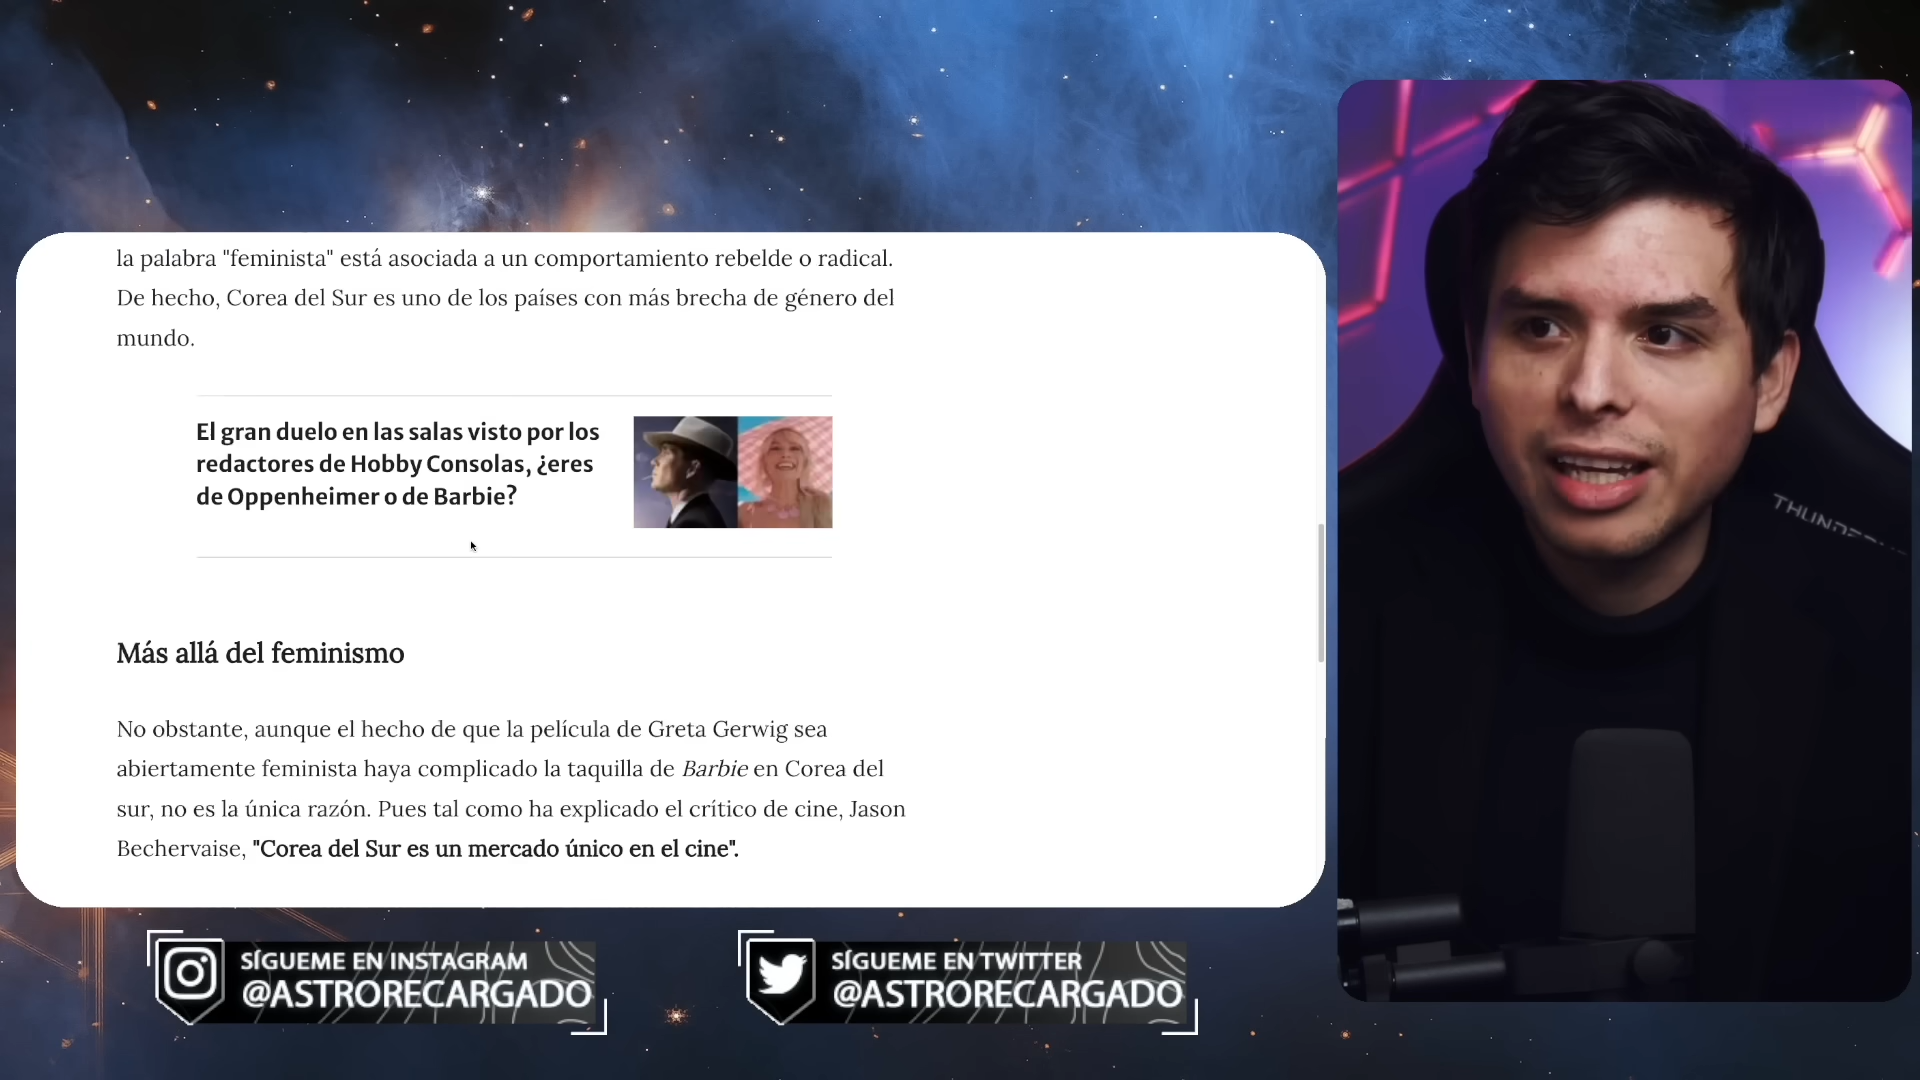 la palabra "feminista" está asociada a un comportamiento rebelde o radical.
De hecho, Corea del Sur es uno de los países con más brecha de género del
mundo.
El gran duelo en las salas visto por los
redactores de Hobby Consolas, ¿eres
de Oppenheimer o de Barbie?
Más allá del feminismo
No obstante, aunque el hecho de que la película de Greta Gerwig sea
abiertamente feminista haya complicado la taquilla de Barbie en Corea del
sur, no es la única razón. Pues tal como ha explicado el crítico de cine, Jason
Bechervaise, "Corea del Sur es un mercado único en el cine".
SÍGUEME EN INSTAGRAM
@ASTRORECARGADO
SÍGUEME EN TWITTER
@ASTRORECARGADO